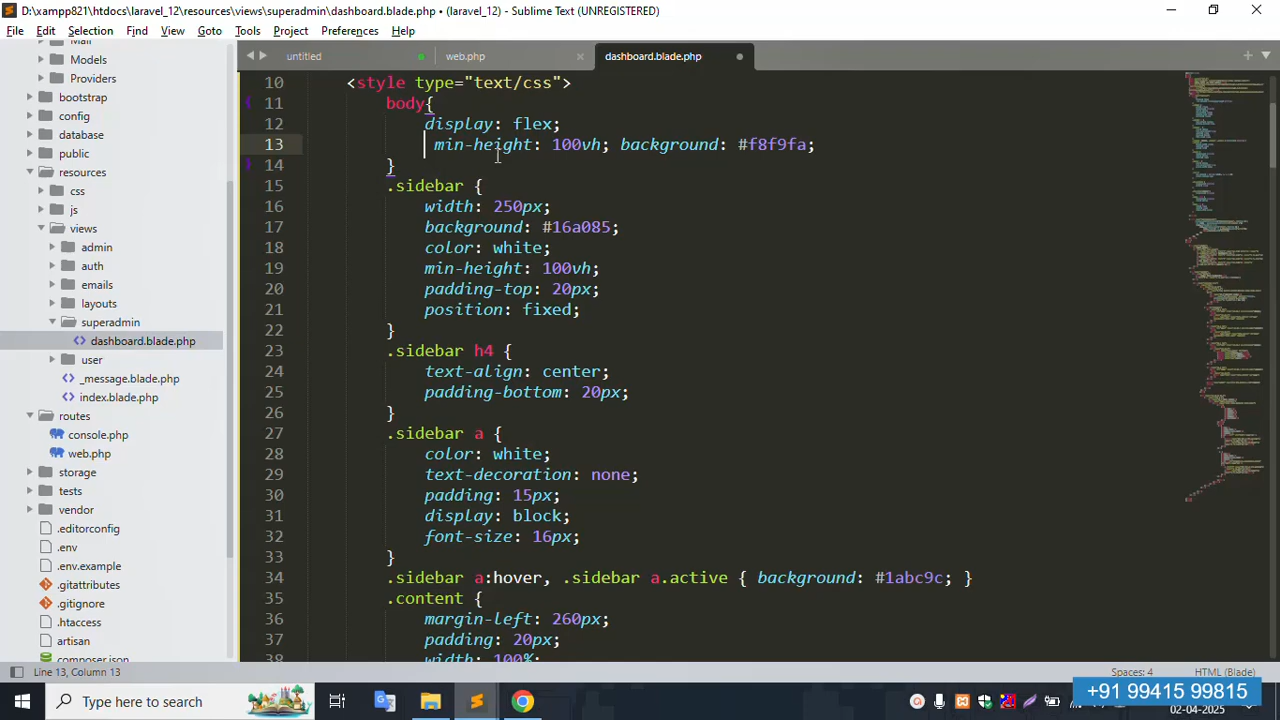 D:\xampp821\htdocs\laravel_12\resources\views\superadmin\dashboard.blade.php • (laravel_12) - Sublime Text (UNREGISTERED)
File Edit Selection Find View Goto Tools Project Preferences Help
untitled web.php dashboard.blade.php
Models
Providers
bootstrap
config
database
public
resources
css
js
views
admin
auth
emails
layouts
superadmin
dashboard.blade.php
user
_message.blade.php
index.blade.php
routes
console.php
web.php
storage
tests
vendor
.editorconfig
.env
.env.example
.gitattributes
.gitignore
.htaccess
artisan
composer.json
10 <style type="text/css">
11 body{
12 display: flex;
13 min-height: 100vh; background: #f8f9fa;
14 }
15 .sidebar {
16 width: 250px;
17 background: #16a085;
18 color: white;
19 min-height: 100vh;
20 padding-top: 20px;
21 position: fixed;
22 }
23 .sidebar h4 {
24 text-align: center;
25 padding-bottom: 20px;
26 }
27 .sidebar a {
28 color: white;
29 text-decoration: none;
30 padding: 15px;
31 display: block;
32 font-size: 16px;
33 }
34 .sidebar a:hover, .sidebar a.active { background: #1abc9c; }
35 .content {
36 margin-left: 260px;
37 padding: 20px;
38 width: 100%;
Line 13, Column 13 Spaces: 4 HTML (Blade)
Type here to search
+91 99415 99815
02-04-2025